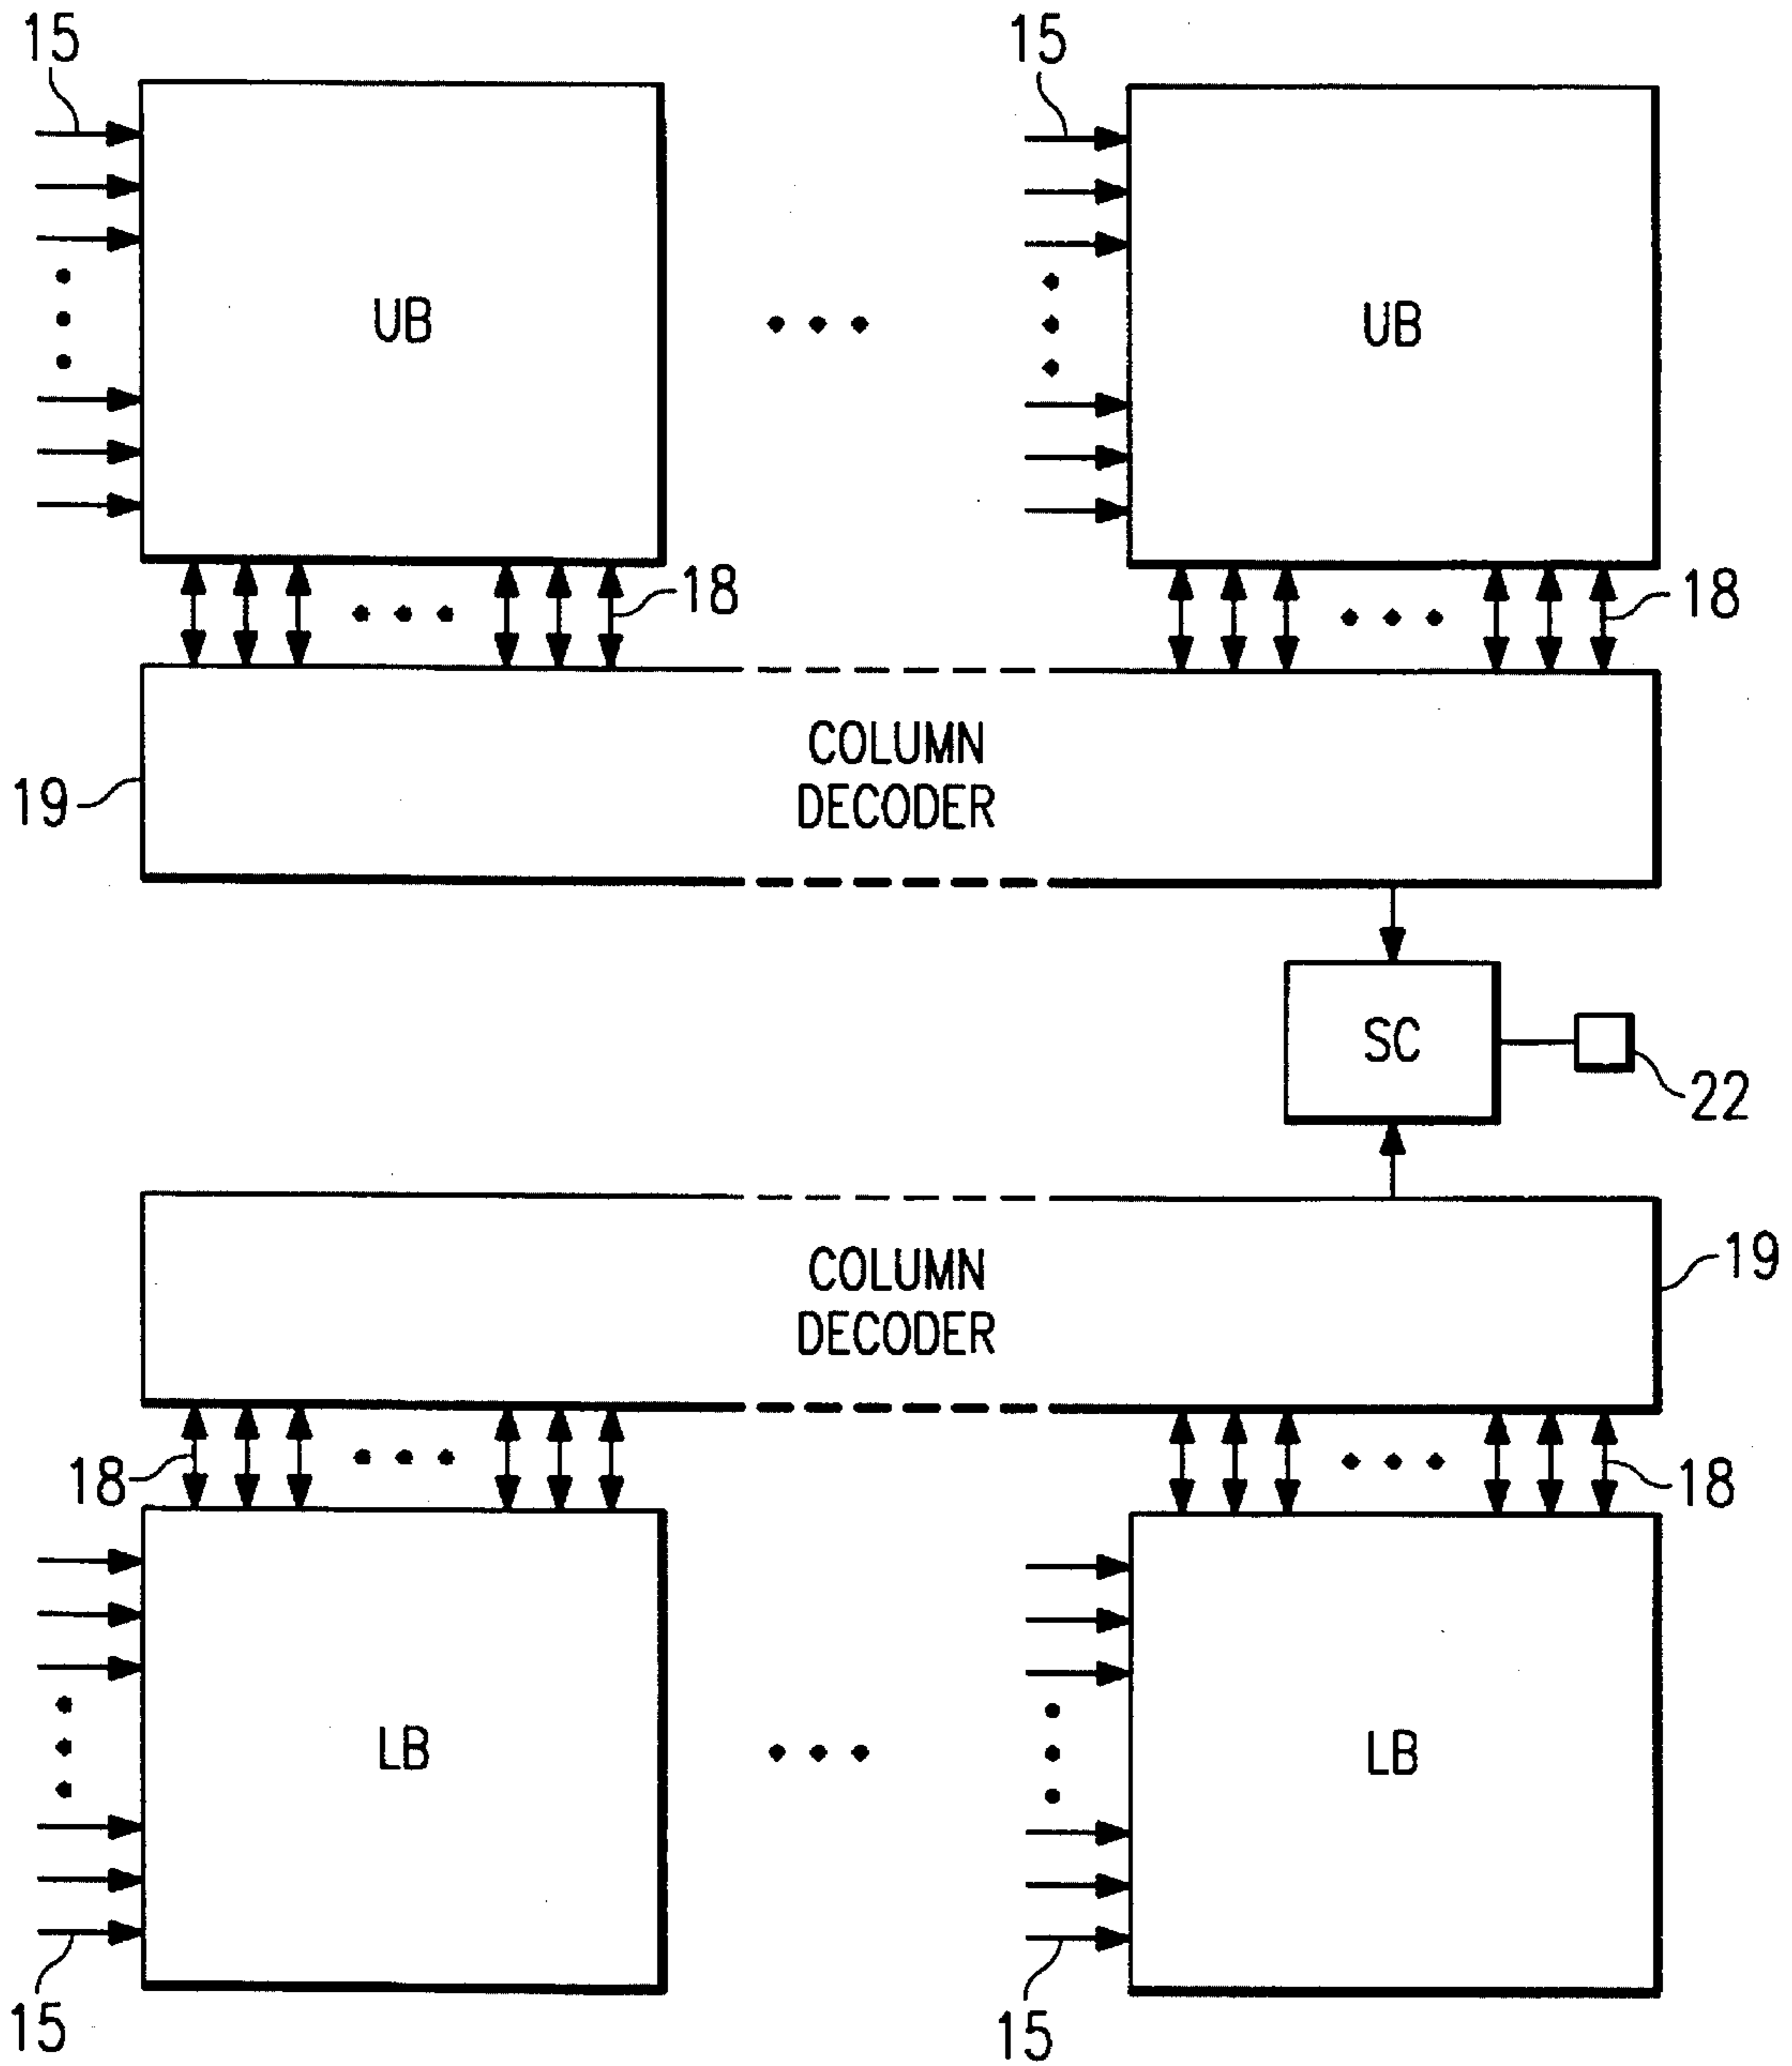 15 15
UB UB
18 18
COLUMN
DECODER
19
SC
22
COLUMN
DECODER
19
18 18
LB LB
15 15